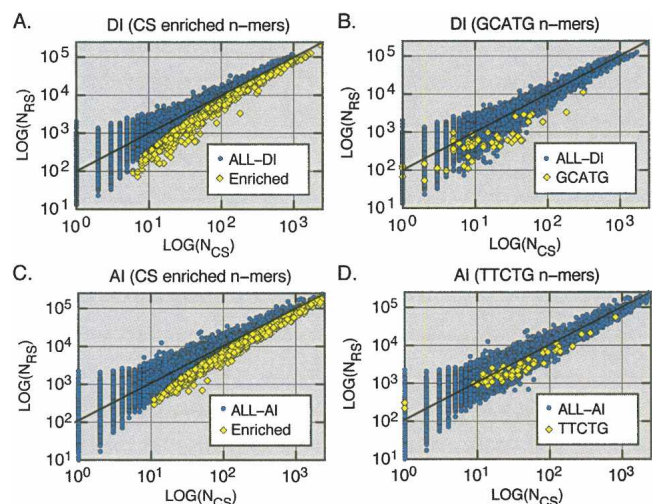 A. DI (CS enriched n–mers)
LOG(N_RS)
10^5
10^4
10^3
10^2
10^1
ALL–DI
Enriched
10^0 10^1 10^2 10^3
LOG(N_CS)
B. DI (GCATG n–mers)
LOG(N_RS)
10^5
10^4
10^3
10^2
10^1
ALL–DI
GCATG
10^0 10^1 10^2 10^3
LOG(N_CS)
C. AI (CS enriched n–mers)
LOG(N_RS)
10^5
10^4
10^3
10^2
10^1
ALL–AI
Enriched
10^0 10^1 10^2 10^3
LOG(N_CS)
D. AI (TTCTG n–mers)
LOG(N_RS)
10^5
10^4
10^3
10^2
10^1
ALL–AI
TTCTG
10^0 10^1 10^2 10^3
LOG(N_CS)